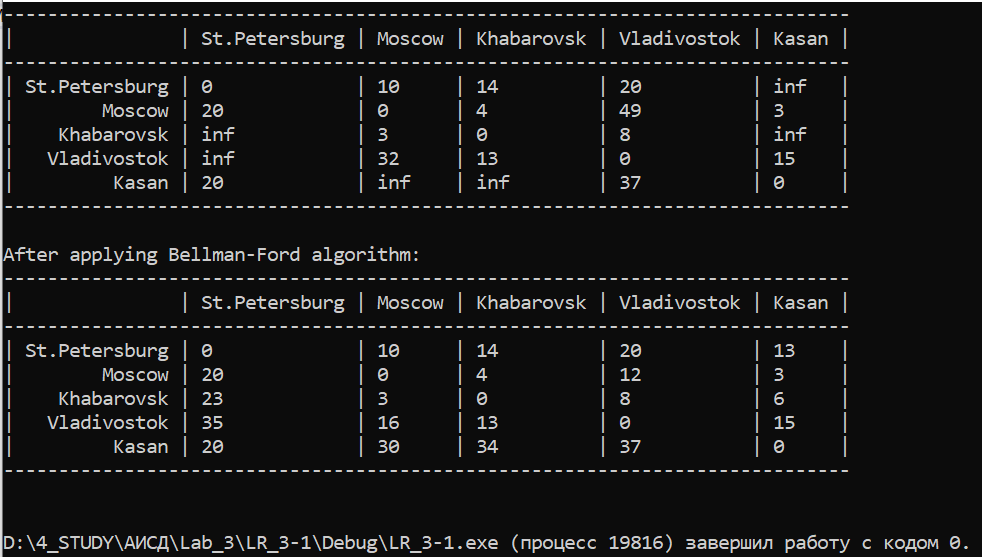 -----------------------------------------------------------------------------
|               | St.Petersburg | Moscow | Khabarovsk | Vladivostok | Kasan |
-----------------------------------------------------------------------------
| St.Petersburg | 0             | 10     | 14         | 20          | inf   |
|        Moscow | 20            | 0      | 4          | 49          | 3     |
|    Khabarovsk | inf           | 3      | 0          | 8           | inf   |
|   Vladivostok | inf           | 32     | 13         | 0           | 15    |
|         Kasan | 20            | inf    | inf        | 37          | 0     |
-----------------------------------------------------------------------------
After applying Bellman-Ford algorithm:
-----------------------------------------------------------------------------
|               | St.Petersburg | Moscow | Khabarovsk | Vladivostok | Kasan |
-----------------------------------------------------------------------------
| St.Petersburg | 0             | 10     | 14         | 20          | 13    |
|        Moscow | 20            | 0      | 4          | 12          | 3     |
|    Khabarovsk | 23            | 3      | 0          | 8           | 6     |
|   Vladivostok | 35            | 16     | 13         | 0           | 15    |
|         Kasan | 20            | 30     | 34         | 37          | 0     |
-----------------------------------------------------------------------------
D:\4_STUDY\АИСД\Lab_3\LR_3-1\Debug\LR_3-1.exe (процесс 19816) завершил работу с кодом 0.